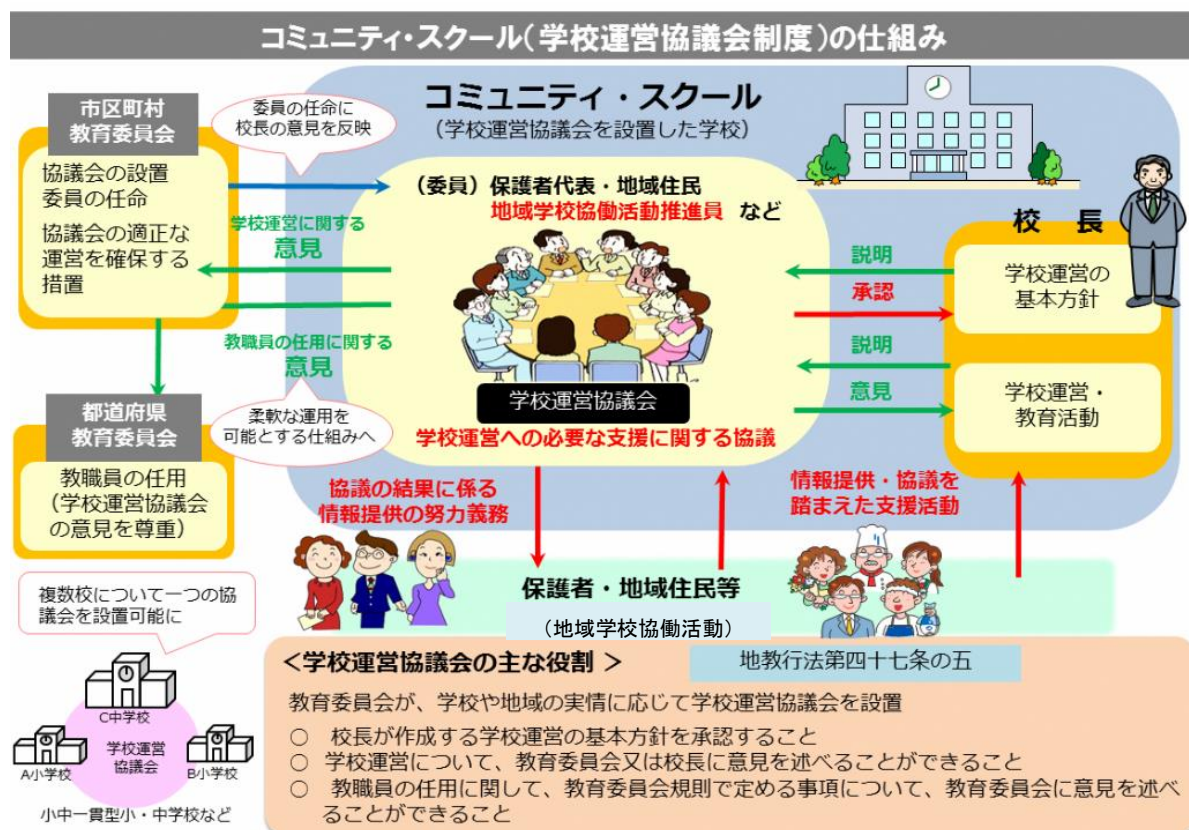 コミュニティ・スクール(学校運営協議会制度)の仕組み
市区町村
教育委員会
協議会の設置
委員の任命
協議会の適正な
運営を確保する
措置
委員の任命に
校長の意見を反映
コミュニティ・スクール
(学校運営協議会を設置した学校)
(委員)保護者代表・地域住民
地域学校協働活動推進員 など
学校運営に関する
意見
教職員の任用に関する
意見
柔軟な運用を
可能とする仕組みへ
学校運営協議会
学校運営への必要な支援に関する協議
校 長
学校運営の
基本方針
説明
承認
説明
意見
学校運営・
教育活動
都道府県
教育委員会
教職員の任用
(学校運営協議会
の意見を尊重)
協議の結果に係る
情報提供の努力義務
情報提供・協議を
踏まえた支援活動
保護者・地域住民等
(地域学校協働活動)
複数校について一つの協
議会を設置可能に
C中学校
学校運営
協議会
A小学校
B小学校
小中一貫型小・中学校など
<学校運営協議会の主な役割 >
地教行法第四十七条の五
教育委員会が、学校や地域の実情に応じて学校運営協議会を設置
○ 校長が作成する学校運営の基本方針を承認すること
○ 学校運営について、教育委員会又は校長に意見を述べることができること
○ 教職員の任用に関して、教育委員会規則で定める事項について、教育委員会に意見を述べ
ることができること